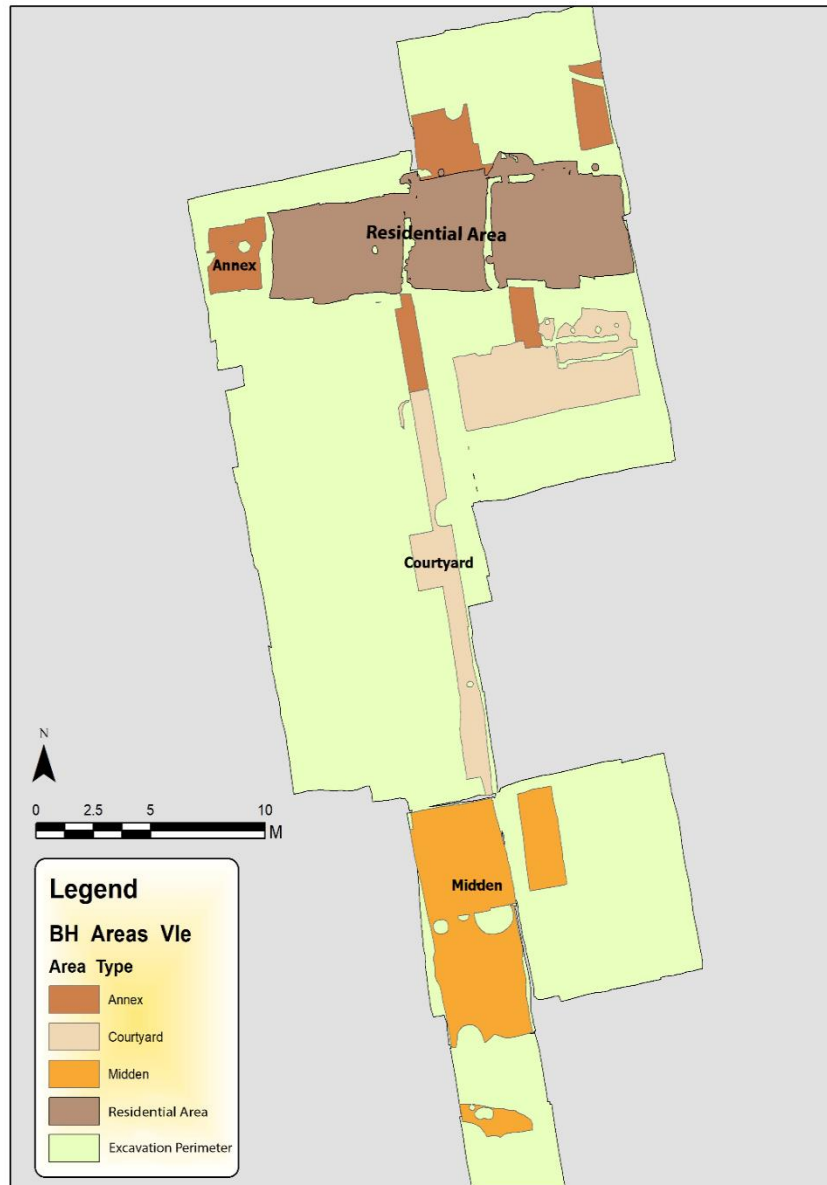 Residential Area
Annex
Courtyard
N
0 2.5 5 10
M
Midden
Legend
BH Areas VIe
Area Type
Annex
Courtyard
Midden
Residential Area
Excavation Perimeter